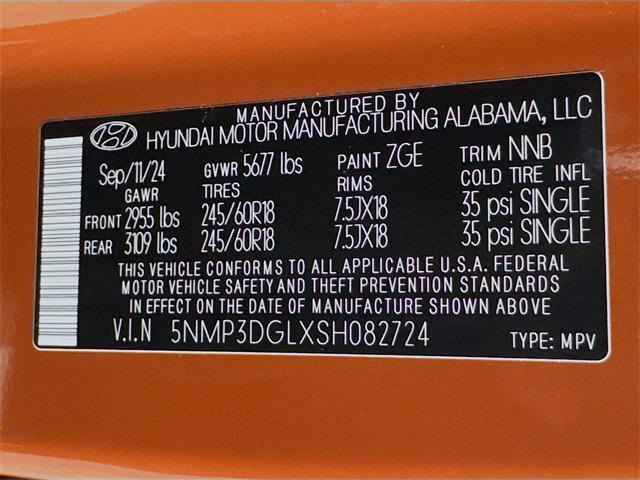 MANUFACTURED BY
HYUNDAI MOTOR MANUFACTURING ALABAMA, LLC
Sep/11/24 GVWR 5677 lbs PAINT ZGE TRIM NNB
GAWR TIRES RIMS COLD TIRE INFL
FRONT 2955 lbs 245/60R18 7.5JX18 35 psi SINGLE
REAR 3109 lbs 245/60R18 7.5JX18 35 psi SINGLE
THIS VEHICLE CONFORMS TO ALL APPLICABLE U.S.A. FEDERAL
MOTOR VEHICLE SAFETY AND THEFT PREVENTION STANDARDS
IN EFFECT ON THE DATE OF MANUFACTURE SHOWN ABOVE
V.I.N 5NMP3DGLXSH082724 TYPE: MPV